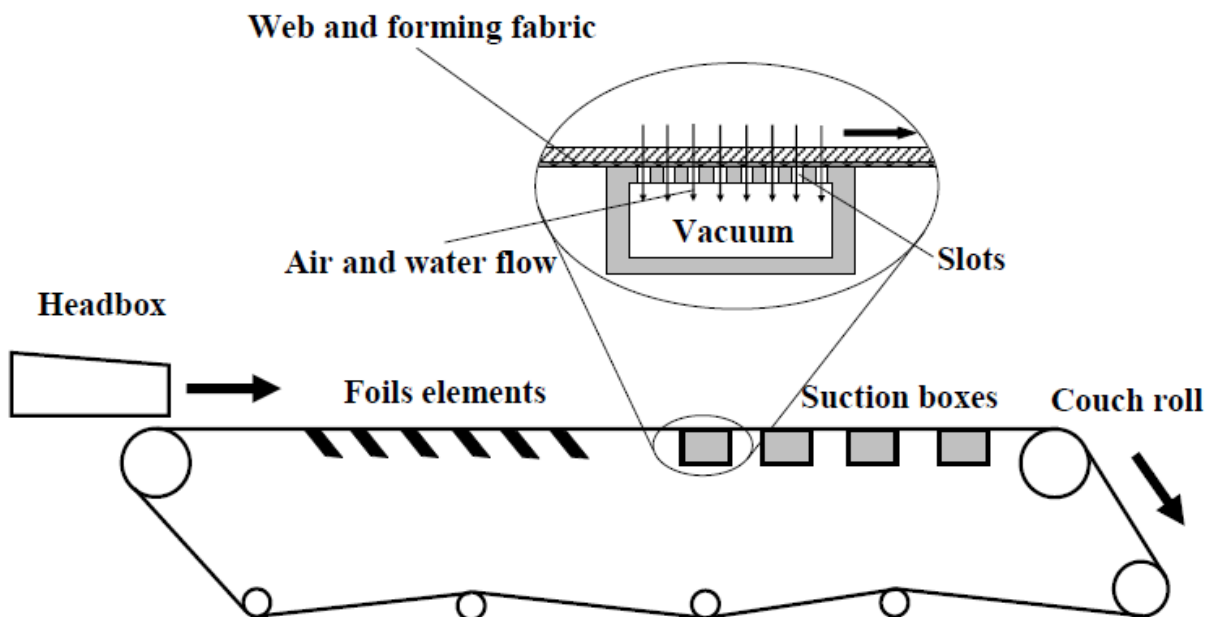 Web and forming fabric
Vacuum
Air and water flow
Slots
Headbox
Foils elements
Suction boxes
Couch roll